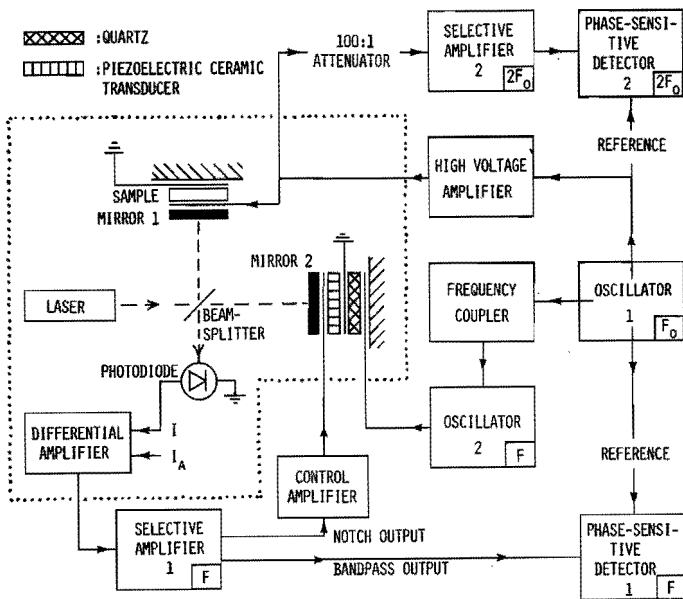 :QUARTZ
:PIEZOELECTRIC CERAMIC
TRANSDUCER
100:1
ATTENUATOR
SELECTIVE
AMPLIFIER
2
2F₀
PHASE-SENSI-
TIVE
DETECTOR
2
2F₀
REFERENCE
HIGH VOLTAGE
AMPLIFIER
SAMPLE
MIRROR 1
MIRROR 2
LASER
BEAM-
SPLITTER
FREQUENCY
COUPLER
OSCILLATOR
1
F₀
PHOTODIODE
DIFFERENTIAL
AMPLIFIER
I
I_A
OSCILLATOR
2
F
REFERENCE
CONTROL
AMPLIFIER
SELECTIVE
AMPLIFIER
1
F
NOTCH OUTPUT
BANDPASS OUTPUT
PHASE-SENSI-
TIVE
DETECTOR
1
F